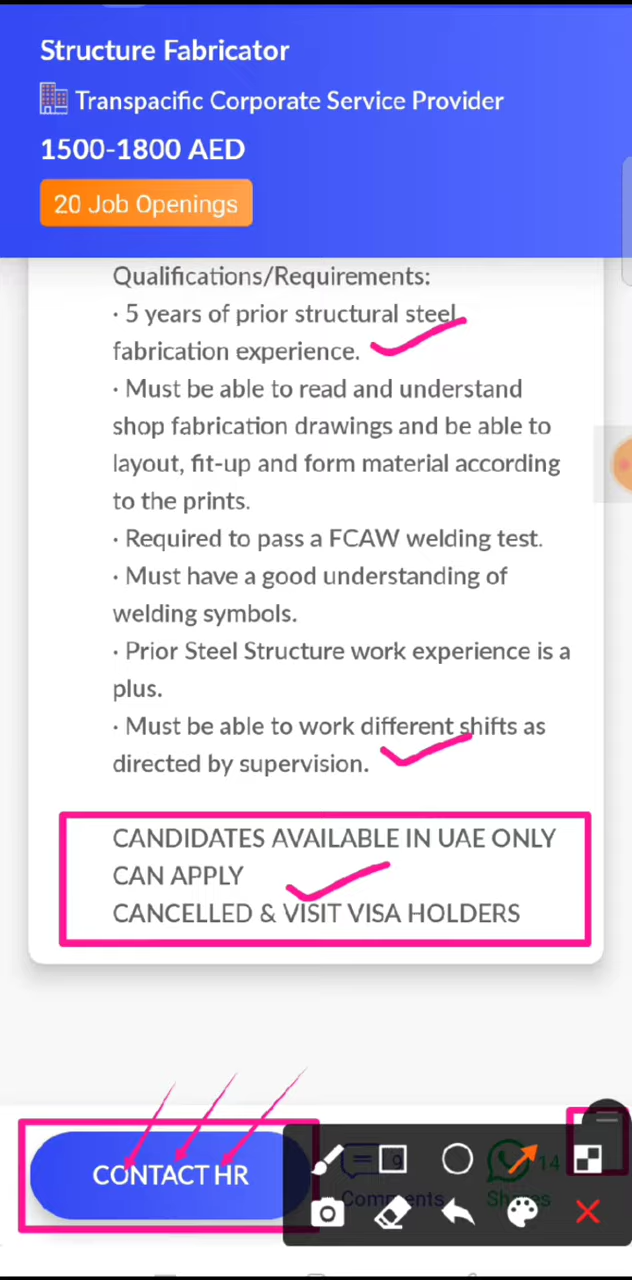 Structure Fabricator
Transpacific Corporate Service Provider
1500-1800 AED
20 Job Openings
Qualifications/Requirements:
· 5 years of prior structural steel
fabrication experience.
· Must be able to read and understand
shop fabrication drawings and be able to
layout, fit-up and form material according
to the prints.
· Required to pass a FCAW welding test.
· Must have a good understanding of
welding symbols.
· Prior Steel Structure work experience is a
plus.
· Must be able to work different shifts as
directed by supervision.
CANDIDATES AVAILABLE IN UAE ONLY
CAN APPLY
CANCELLED & VISIT VISA HOLDERS
CONTACT HR
9
14
Comments
Shares